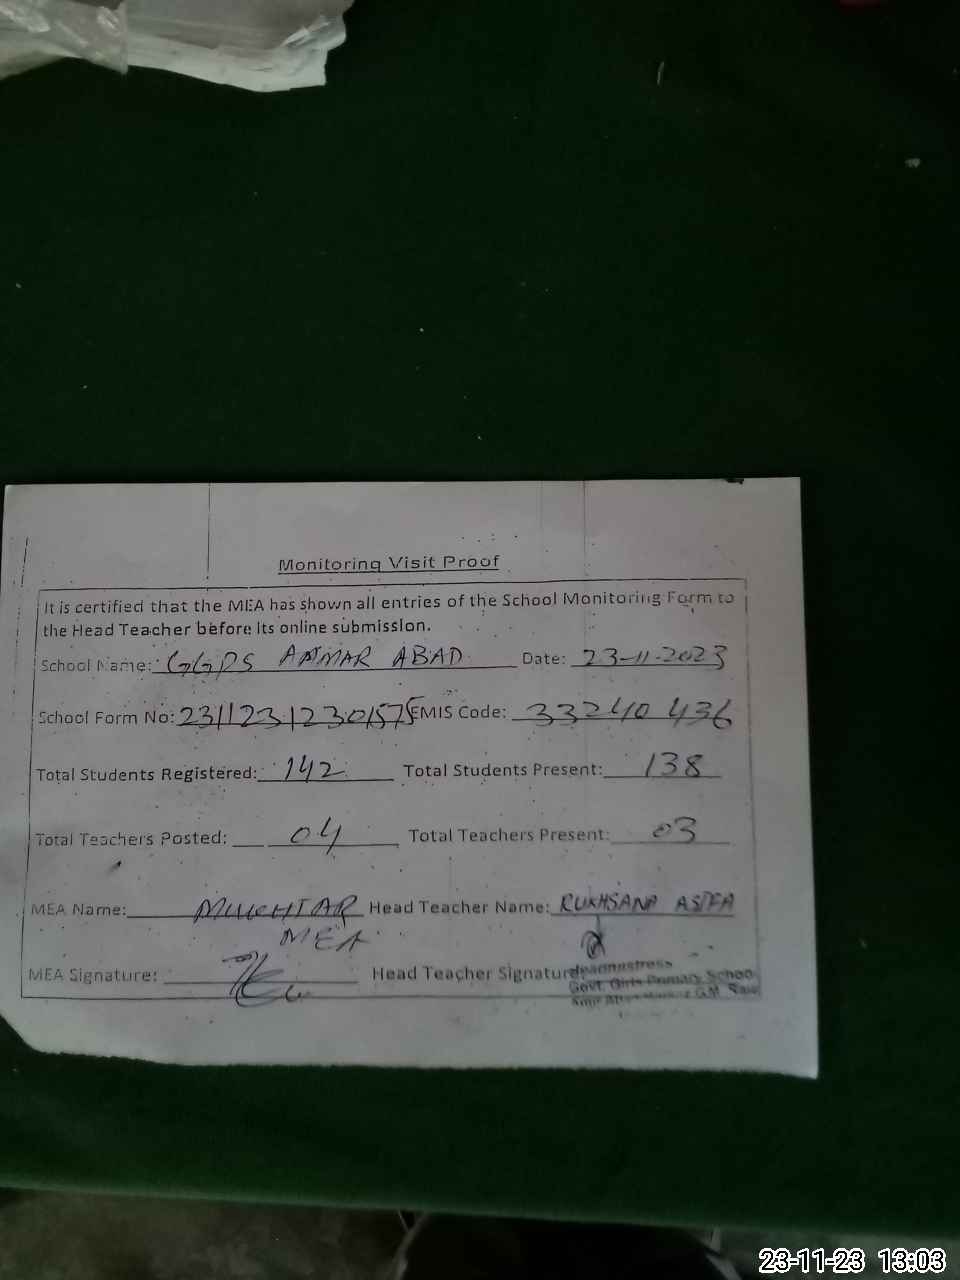 Monitoring Visit Proof
It is certified that the MEA has shown all entries of the School Monitoring Form to
the Head Teacher before its online submission.
School Name: GGPS AMMAR ABAD Date: 23-11-2023
School Form No: 23112312301575 EMIS Code: 33240436
Total Students Registered: 142 Total Students Present: 138
Total Teachers Posted: 04 Total Teachers Present: 03
MEA Name: MUKHTAR Head Teacher Name: RUKHSANA ASIFA
MEA
MEA Signature: Head Teacher Signature
Headmistress
Govt. Girls Primary School
23-11-23 13:03